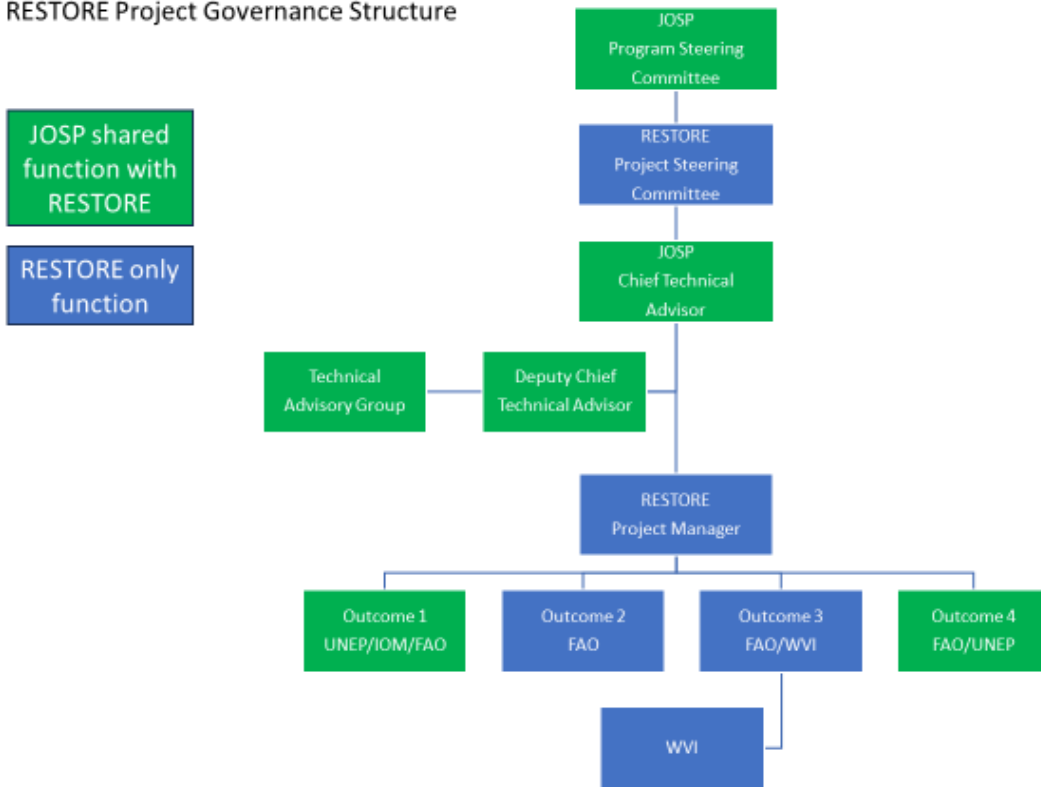 RESTORE Project Governance Structure
JOSP
Program Steering
Committee
JOSP shared
function with
RESTORE
RESTORE
Project Steering
Committee
RESTORE only
function
JOSP
Chief Technical
Advisor
Technical
Advisory Group
Deputy Chief
Technical Advisor
RESTORE
Project Manager
Outcome 1
UNEP/IOM/FAO
Outcome 2
FAO
Outcome 3
FAO/WVI
Outcome 4
FAO/UNEP
WVI